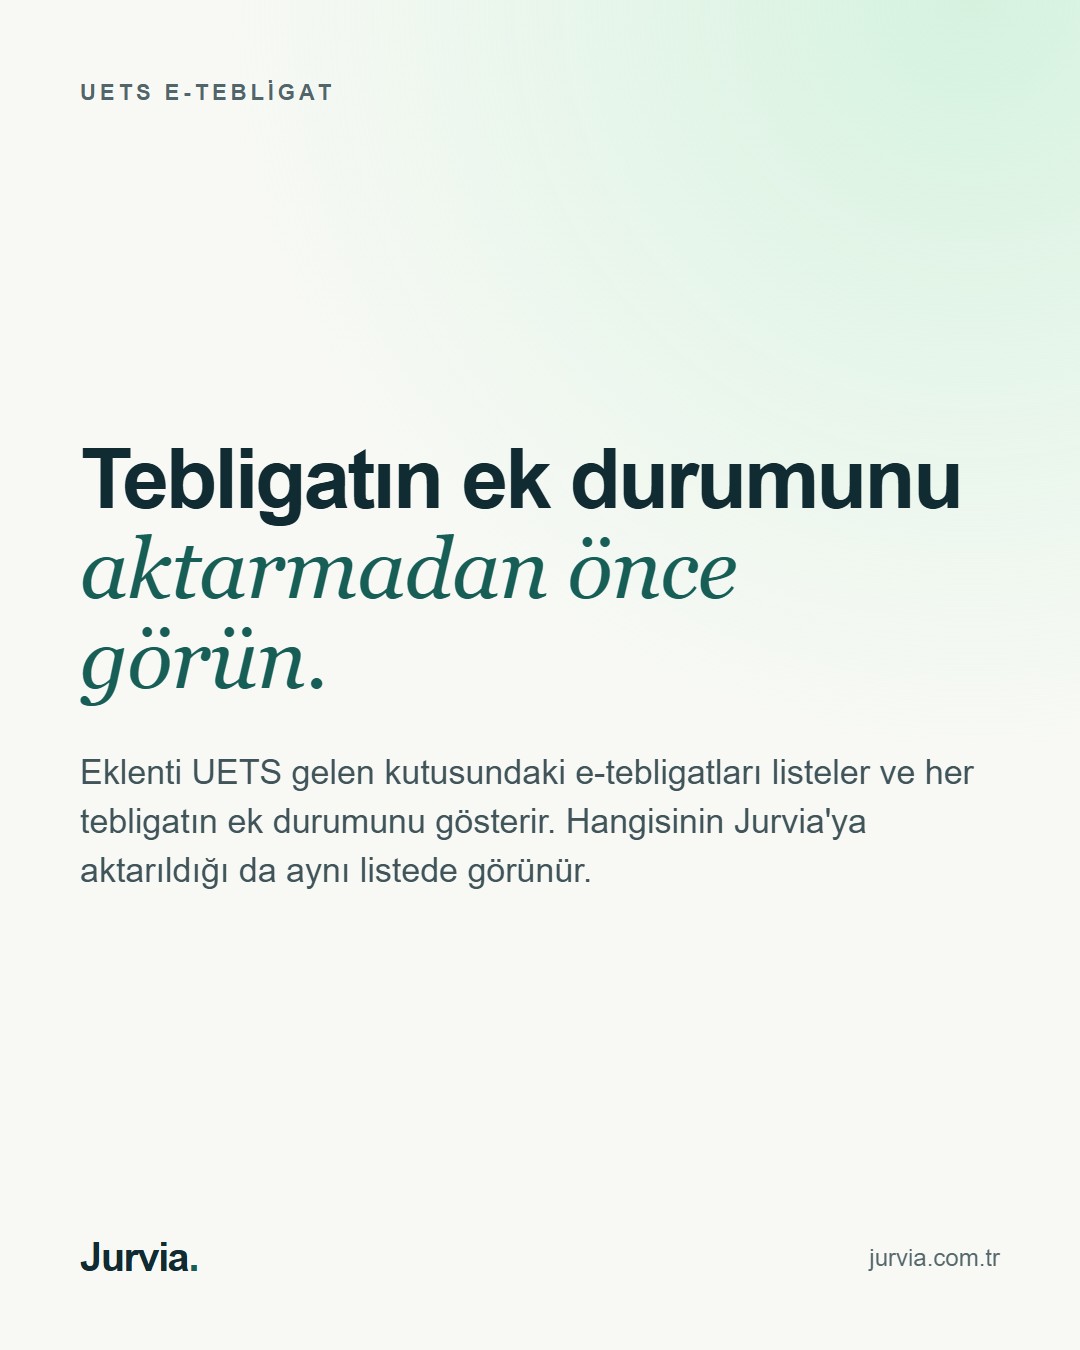 UETS E-TEBLİGAT
Tebligatın ek durumunu
aktarmadan önce
görün.
Eklenti UETS gelen kutusundaki e-tebligatları listeler ve her
tebligatın ek durumunu gösterir. Hangisinin Jurvia'ya
aktarıldığı da aynı listede görünür.
Jurvia.
jurvia.com.tr